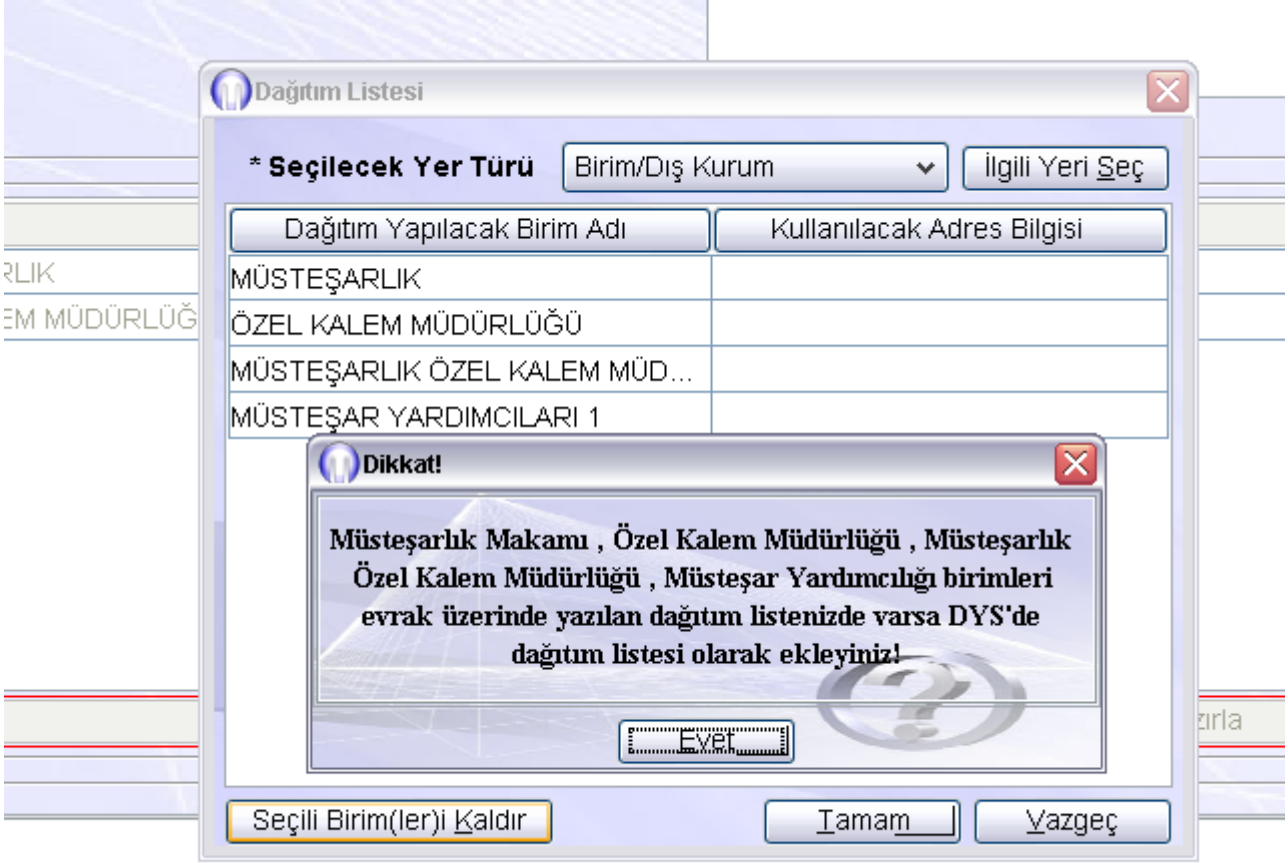 Dağıtım Listesi
* Seçilecek Yer Türü Birim/Dış Kurum İlgili Yeri Seç
Dağıtım Yapılacak Birim Adı Kullanılacak Adres Bilgisi
RLIK MÜSTEŞARLIK
EM MÜDÜRLÜĞ ÖZEL KALEM MÜDÜRLÜĞÜ
MÜSTEŞARLIK ÖZEL KALEM MÜD...
MÜSTEŞAR YARDIMCILARI 1
Dikkat!
Müsteşarlık Makamı , Özel Kalem Müdürlüğü , Müsteşarlık
Özel Kalem Müdürlüğü , Müsteşar Yardımcılığı birimleri
evrak üzerinde yazılan dağıtım listenizde varsa DYS'de
dağıtım listesi olarak ekleyiniz!
zırla
Evet
Seçili Birim(ler)i Kaldır Tamam Vazgeç